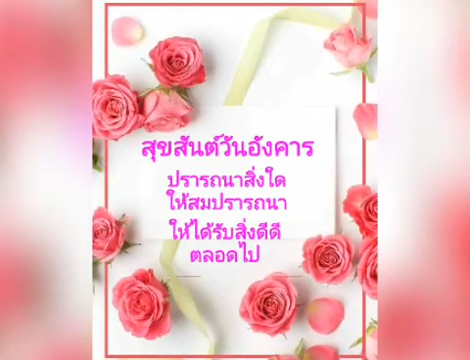 สุขสันต์วันอังคาร
ปรารถนาสิ่งใด
ให้สมปรารถนา
ให้ได้รับสิ่งดีดี
ตลอดไป